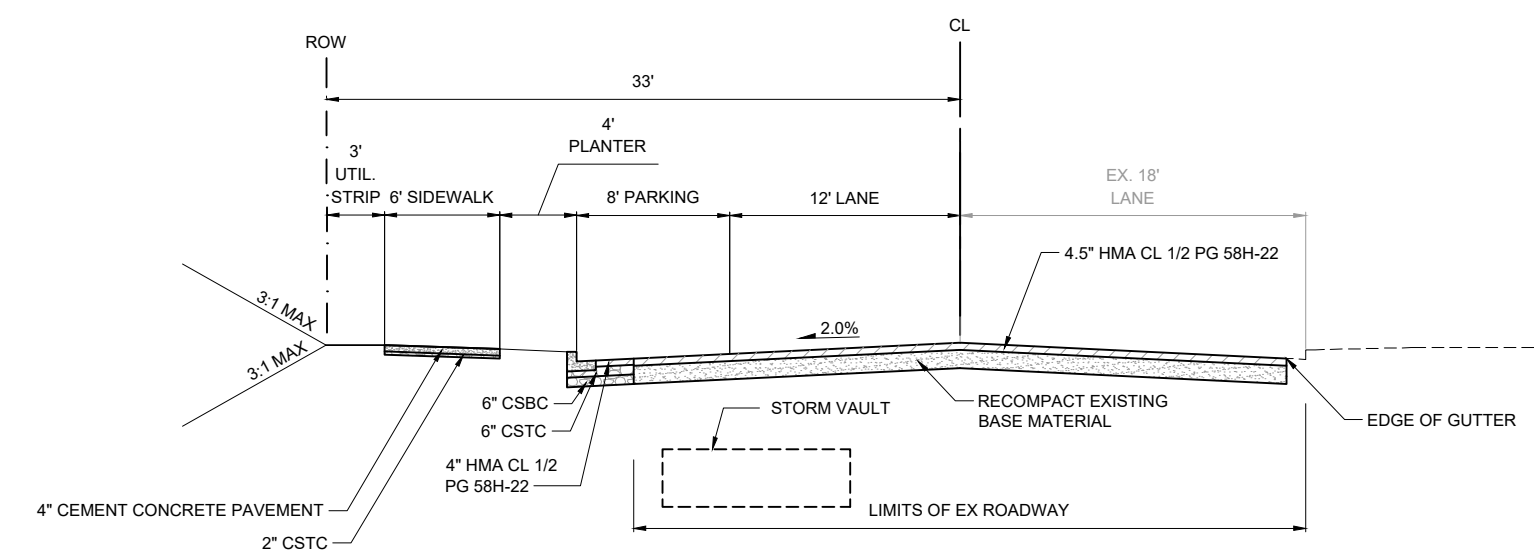 CL
ROW
33'
4'
PLANTER
3'
UTIL.
STRIP
6' SIDEWALK
8' PARKING
12' LANE
EX. 18'
LANE
4.5" HMA CL 1/2 PG 58H-22
3:1 MAX
2.0%
3:1 MAX
6" CSBC
6" CSTC
4" HMA CL 1/2
PG 58H-22
STORM VAULT
RECOMPACT EXISTING
BASE MATERIAL
EDGE OF GUTTER
4" CEMENT CONCRETE PAVEMENT
2" CSTC
LIMITS OF EX ROADWAY